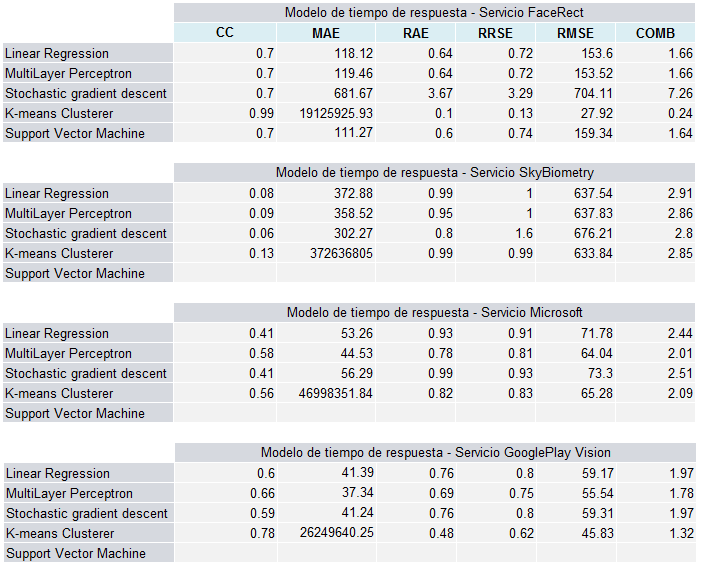 Modelo de tiempo de respuesta - Servicio FaceRect
CC MAE RAE RRSE RMSE COMB
Linear Regression 0.7 118.12 0.64 0.72 153.6 1.66
MultiLayer Perceptron 0.7 119.46 0.64 0.72 153.52 1.66
Stochastic gradient descent 0.7 681.67 3.67 3.29 704.11 7.26
K-means Clusterer 0.99 19125925.93 0.1 0.13 27.92 0.24
Support Vector Machine 0.7 111.27 0.6 0.74 159.34 1.64
Modelo de tiempo de respuesta - Servicio SkyBiometry
Linear Regression 0.08 372.88 0.99 1 637.54 2.91
MultiLayer Perceptron 0.09 358.52 0.95 1 637.83 2.86
Stochastic gradient descent 0.06 302.27 0.8 1.6 676.21 2.8
K-means Clusterer 0.13 372636805 0.99 0.99 633.84 2.85
Support Vector Machine
Modelo de tiempo de respuesta - Servicio Microsoft
Linear Regression 0.41 53.26 0.93 0.91 71.78 2.44
MultiLayer Perceptron 0.58 44.53 0.78 0.81 64.04 2.01
Stochastic gradient descent 0.41 56.29 0.99 0.93 73.3 2.51
K-means Clusterer 0.56 46998351.84 0.82 0.83 65.28 2.09
Support Vector Machine
Modelo de tiempo de respuesta - Servicio GooglePlay Vision
Linear Regression 0.6 41.39 0.76 0.8 59.17 1.97
MultiLayer Perceptron 0.66 37.34 0.69 0.75 55.54 1.78
Stochastic gradient descent 0.59 41.24 0.76 0.8 59.31 1.97
K-means Clusterer 0.78 26249640.25 0.48 0.62 45.83 1.32
Support Vector Machine